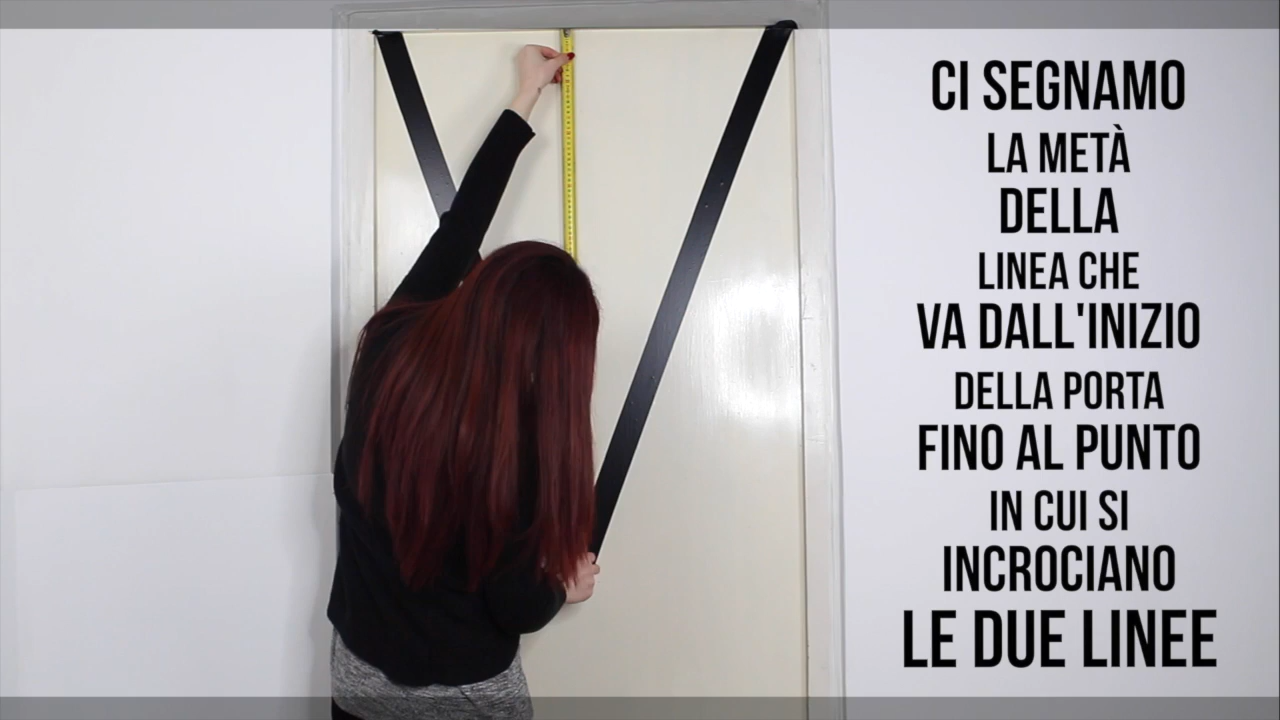 CI SEGNAMO
LA METÀ
DELLA
LINEA CHE
VA DALL'INIZIO
DELLA PORTA
FINO AL PUNTO
IN CUI SI
INCROCIANO
LE DUE LINEE